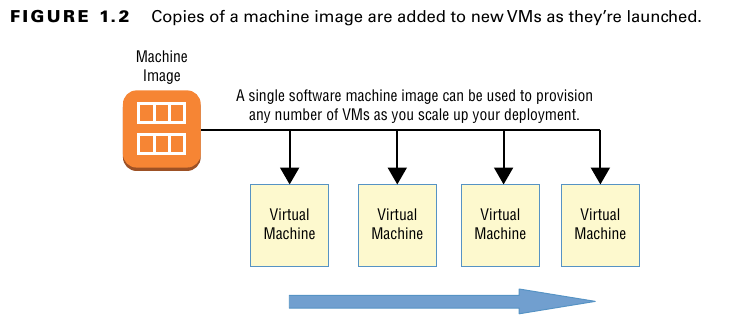 FIGURE 1.2 Copies of a machine image are added to new VMs as they’re launched.
Machine
Image
A single software machine image can be used to provision
any number of VMs as you scale up your deployment.
Virtual
Machine
Virtual
Machine
Virtual
Machine
Virtual
Machine